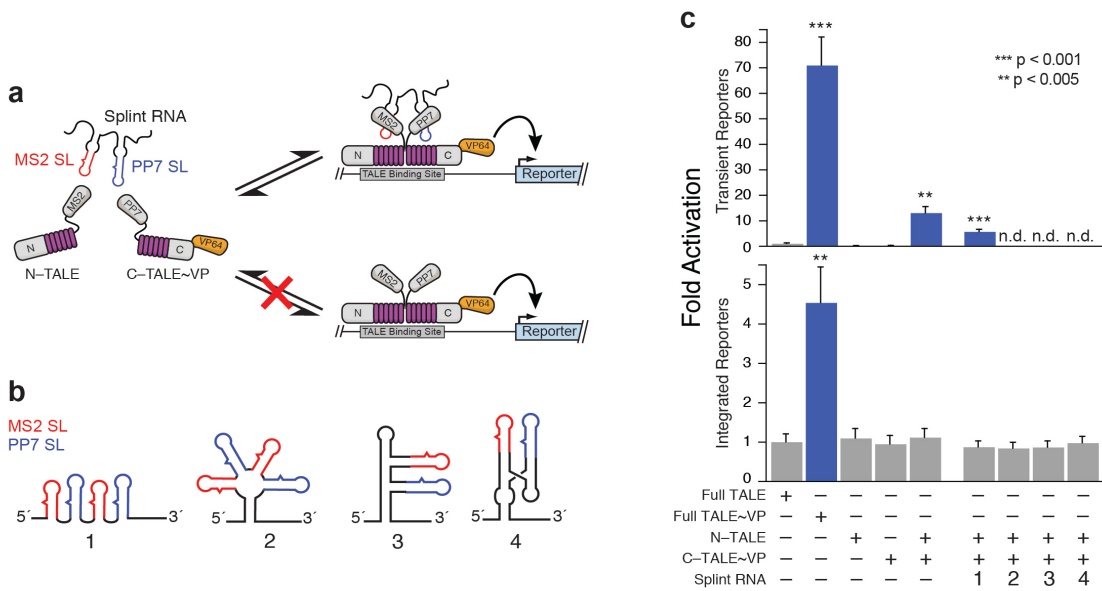 a
Splint RNA
MS2 SL
PP7 SL
MS2
PP7
N
C
VP64
N–TALE
C–TALE~VP
MS2
PP7
N
C
VP64
TALE Binding Site
Reporter
MS2
PP7
N
C
VP64
TALE Binding Site
Reporter
b
MS2 SL
PP7 SL
5´ 3´
1
5´ 3´
2
5´ 3´
3
5´ 3´
4
c
Fold Activation
Transient Reporters
80
70
60
50
40
30
20
10
0
***
**
***
n.d. n.d. n.d.
*** p < 0.001
** p < 0.005
Integrated Reporters
5
4
3
2
1
0
**
Full TALE + – – – – – – – –
Full TALE~VP – + – – – – – – –
N–TALE – – + – + + + + +
C–TALE~VP – – – + + + + + +
Splint RNA – – – – – 1 2 3 4